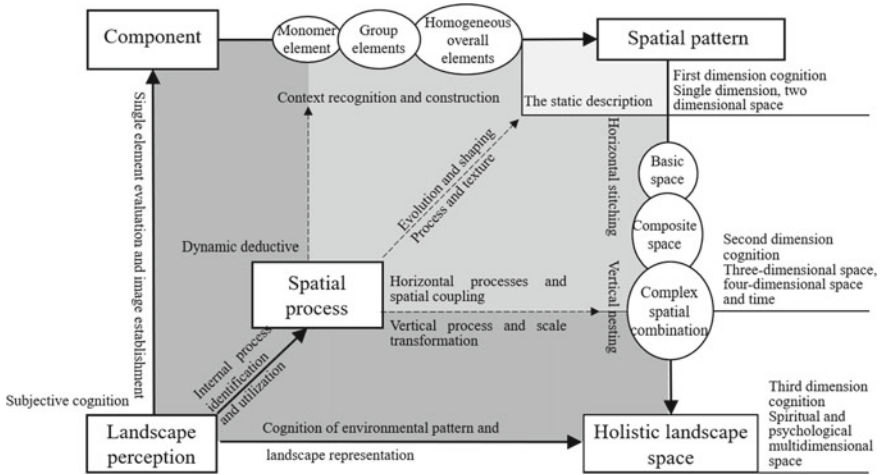 Component
Monomer
element
Group
elements
Homogeneous
overall
elements
Spatial pattern
First dimension cognition
Single dimension, two
dimensional space
Context recognition and construction
The static description
Single element evaluation and image establishment
Evolution and shaping
Process and texture
Horizontal stitching
Basic
space
Composite
space
Dynamic deductive
Second dimension
cognition
Three-dimensional space,
four-dimensional space
and time
Spatial
process
Horizontal processes and
spatial coupling
Vertical process and scale
transformation
Vertical nesting
Complex
spatial
combination
Internal process
identification
and utilization
Subjective cognition
Landscape
perception
Cognition of environmental pattern and
landscape representation
Holistic landscape
space
Third dimension
cognition
Spiritual and
psychological
multidimensional
space